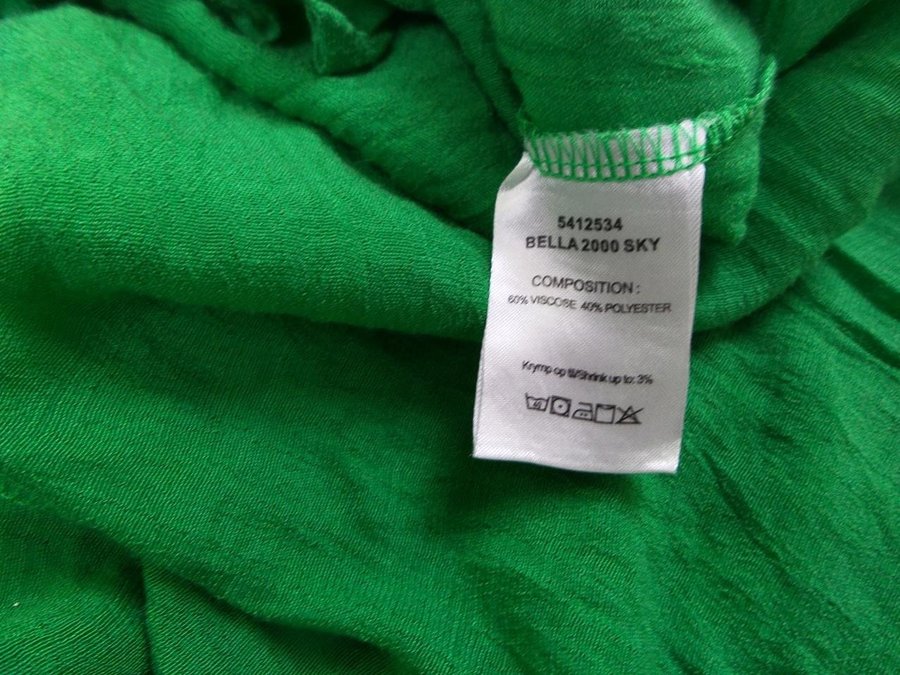 5412534
BELLA 2000 SKY
COMPOSITION :
60% VISCOSE 40% POLYESTER
Krymp op til/Shrink up to: 3%